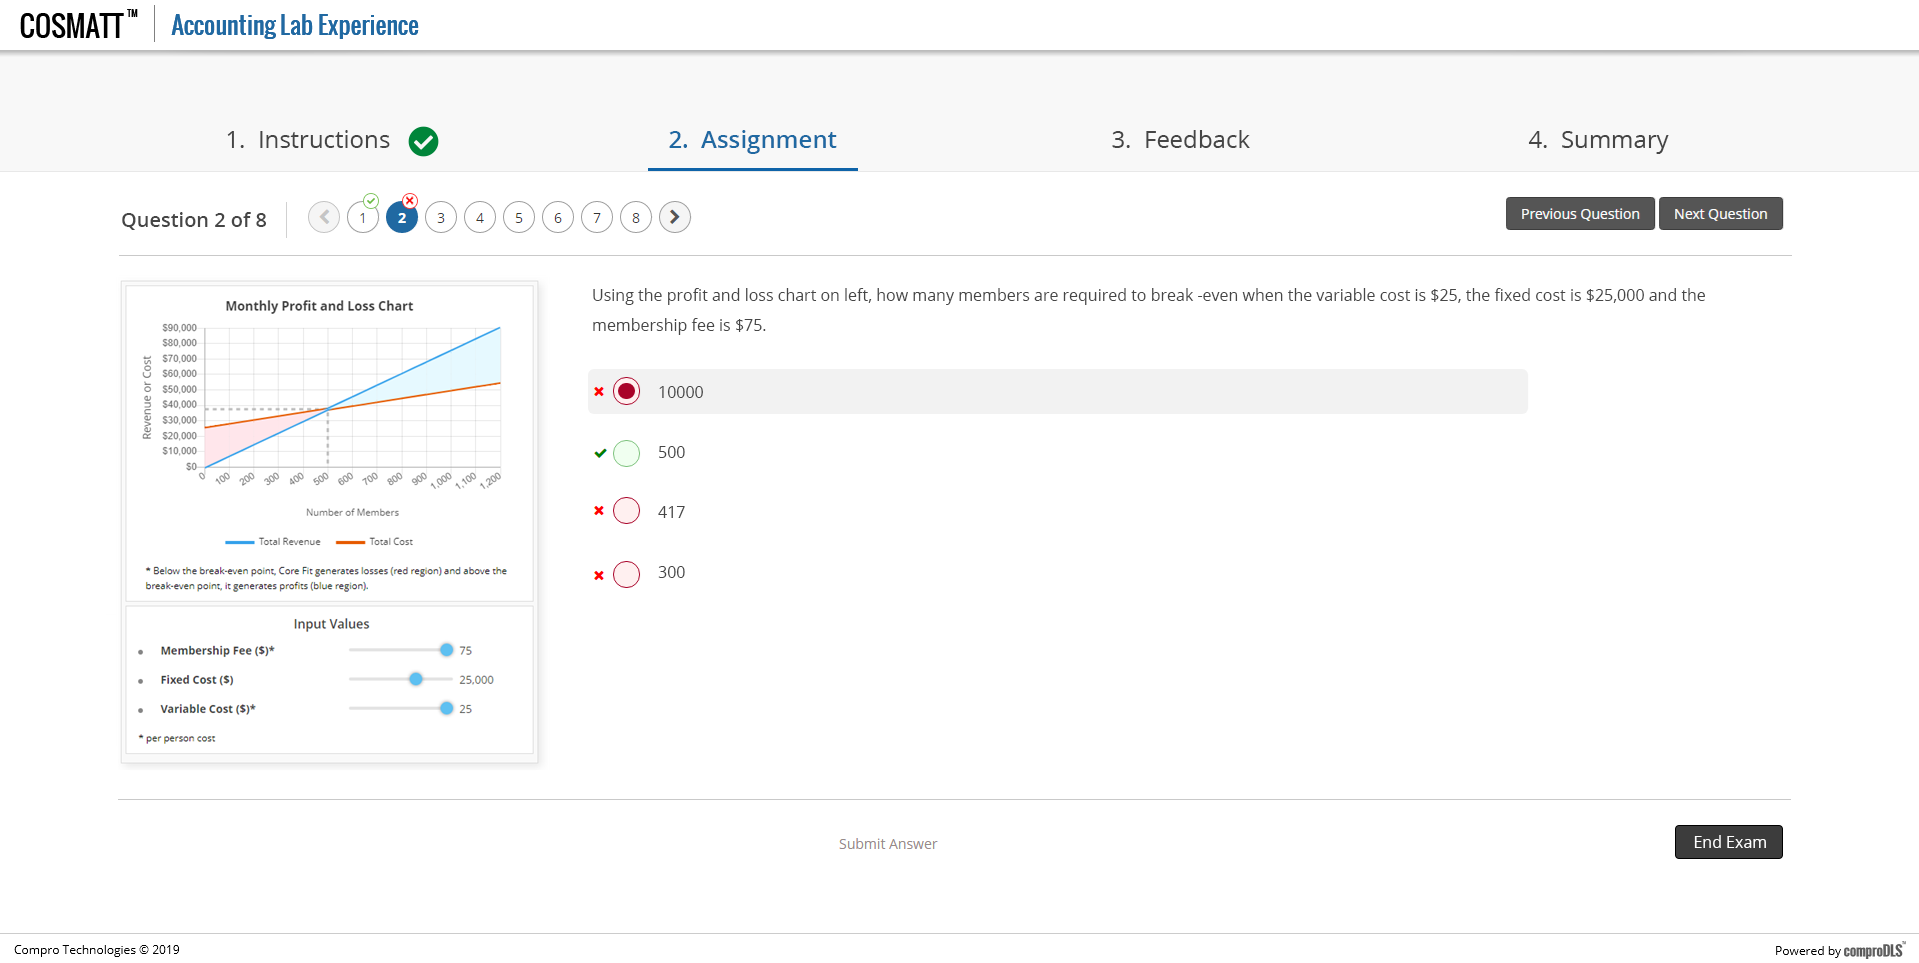 COSMATT™ Accounting Lab Experience
1. Instructions 2. Assignment 3. Feedback 4. Summary
Question 2 of 8 1 2 3 4 5 6 7 8 Previous Question Next Question
Monthly Profit and Loss Chart
$90,000
$80,000
$70,000
$60,000
$50,000
$40,000
$30,000
$20,000
$10,000
$0
Revenue or Cost
0 100 200 300 400 500 600 700 800 900 1,000 1,100 1,200
Number of Members
Total Revenue Total Cost
* Below the break-even point, Core Fit generates losses (red region) and above the
break-even point, it generates profits (blue region).
Input Values
Membership Fee ($)* 75
Fixed Cost ($) 25,000
Variable Cost ($)* 25
* per person cost
Using the profit and loss chart on left, how many members are required to break -even when the variable cost is $25, the fixed cost is $25,000 and the
membership fee is $75.
10000
500
417
300
Submit Answer End Exam
Compro Technologies © 2019 Powered by comproDLS™